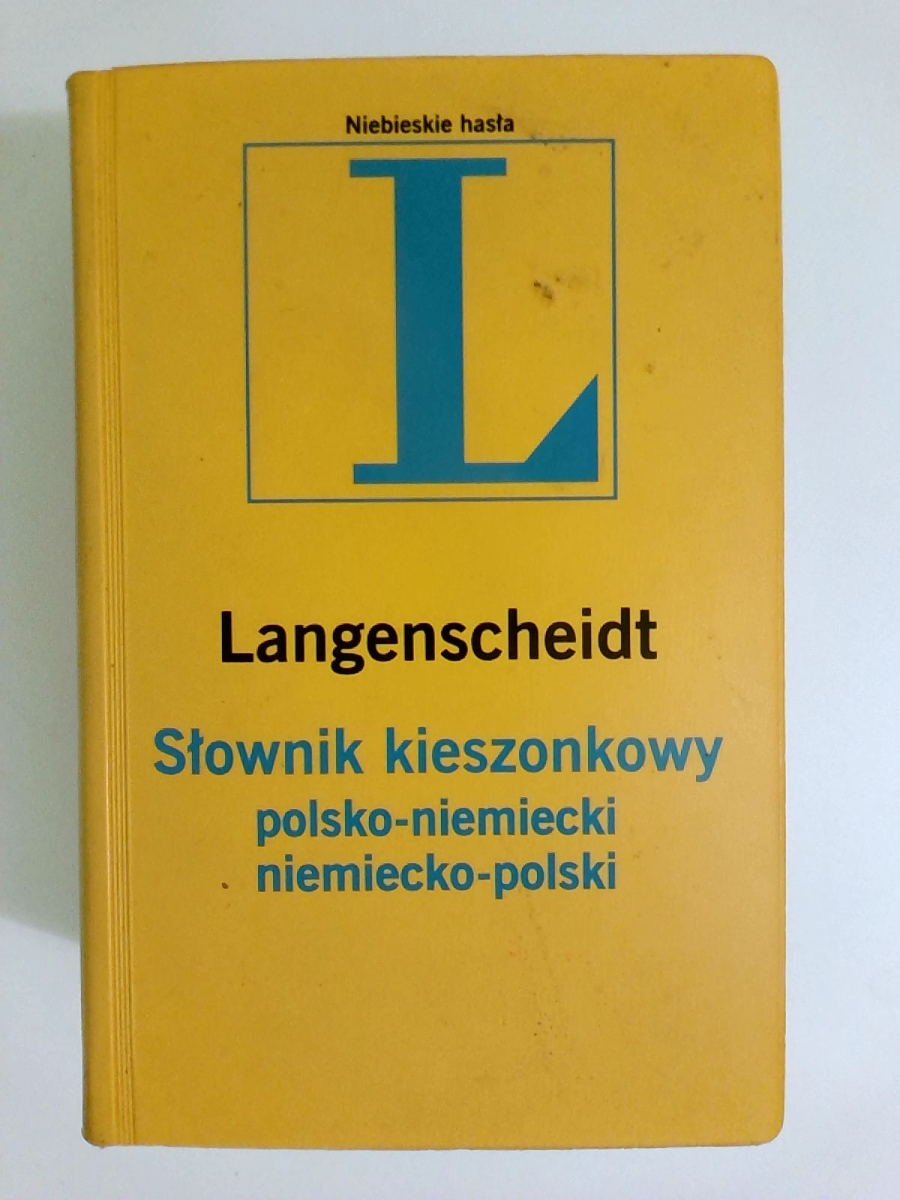 Niebieskie hasła
L
Langenscheidt
Słownik kieszonkowy
polsko-niemiecki
niemiecko-polski